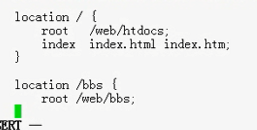 location / {
    root   /web/htdocs;
    index  index.html index.htm;
}
location /bbs {
    root /web/bbs;
ERT --